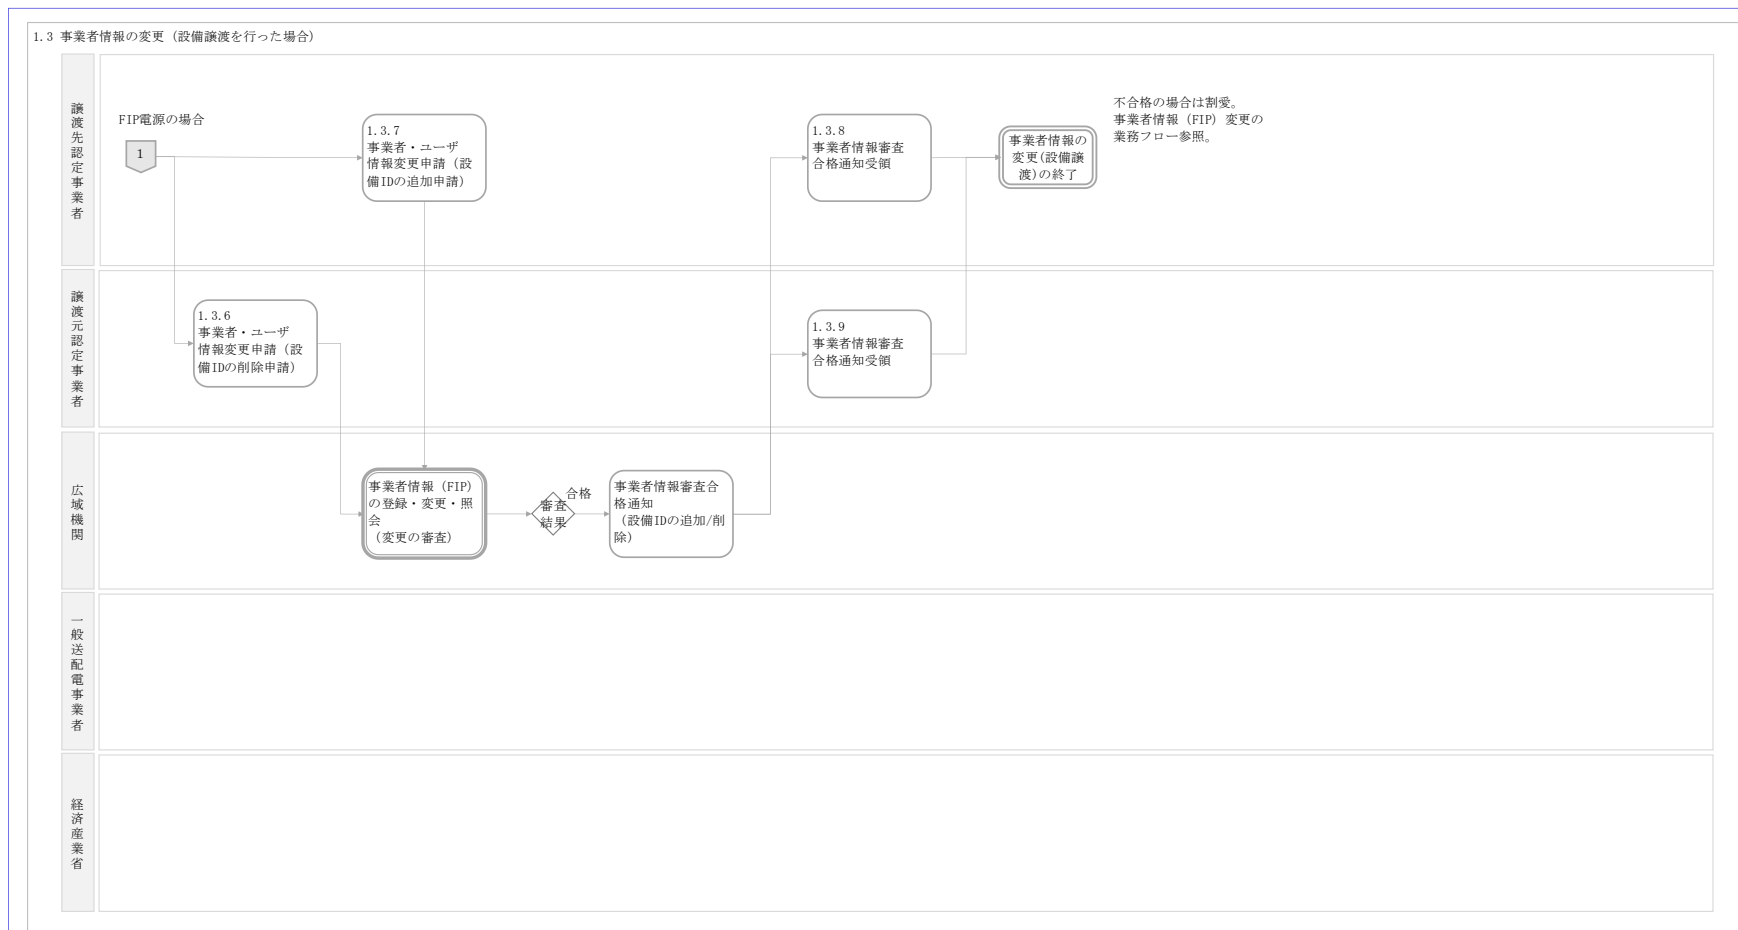 1.3 事業者情報の変更（設備譲渡を行った場合）
譲渡先認定事業者
FIP電源の場合
1
1.3.7
事業者・ユーザ
情報変更申請（設
備IDの追加申請）
1.3.8
事業者情報審査
合格通知受領
事業者情報の
変更(設備譲
渡)の終了
不合格の場合は割愛。
事業者情報（FIP）変更の
業務フロー参照。
譲渡元認定事業者
1.3.6
事業者・ユーザ
情報変更申請（設
備IDの削除申請）
1.3.9
事業者情報審査
合格通知受領
広域機関
事業者情報（FIP）
の登録・変更・照
会
（変更の審査）
審査
結果
合格
事業者情報審査合
格通知
（設備IDの追加/削
除）
一般送配電事業者
経済産業省